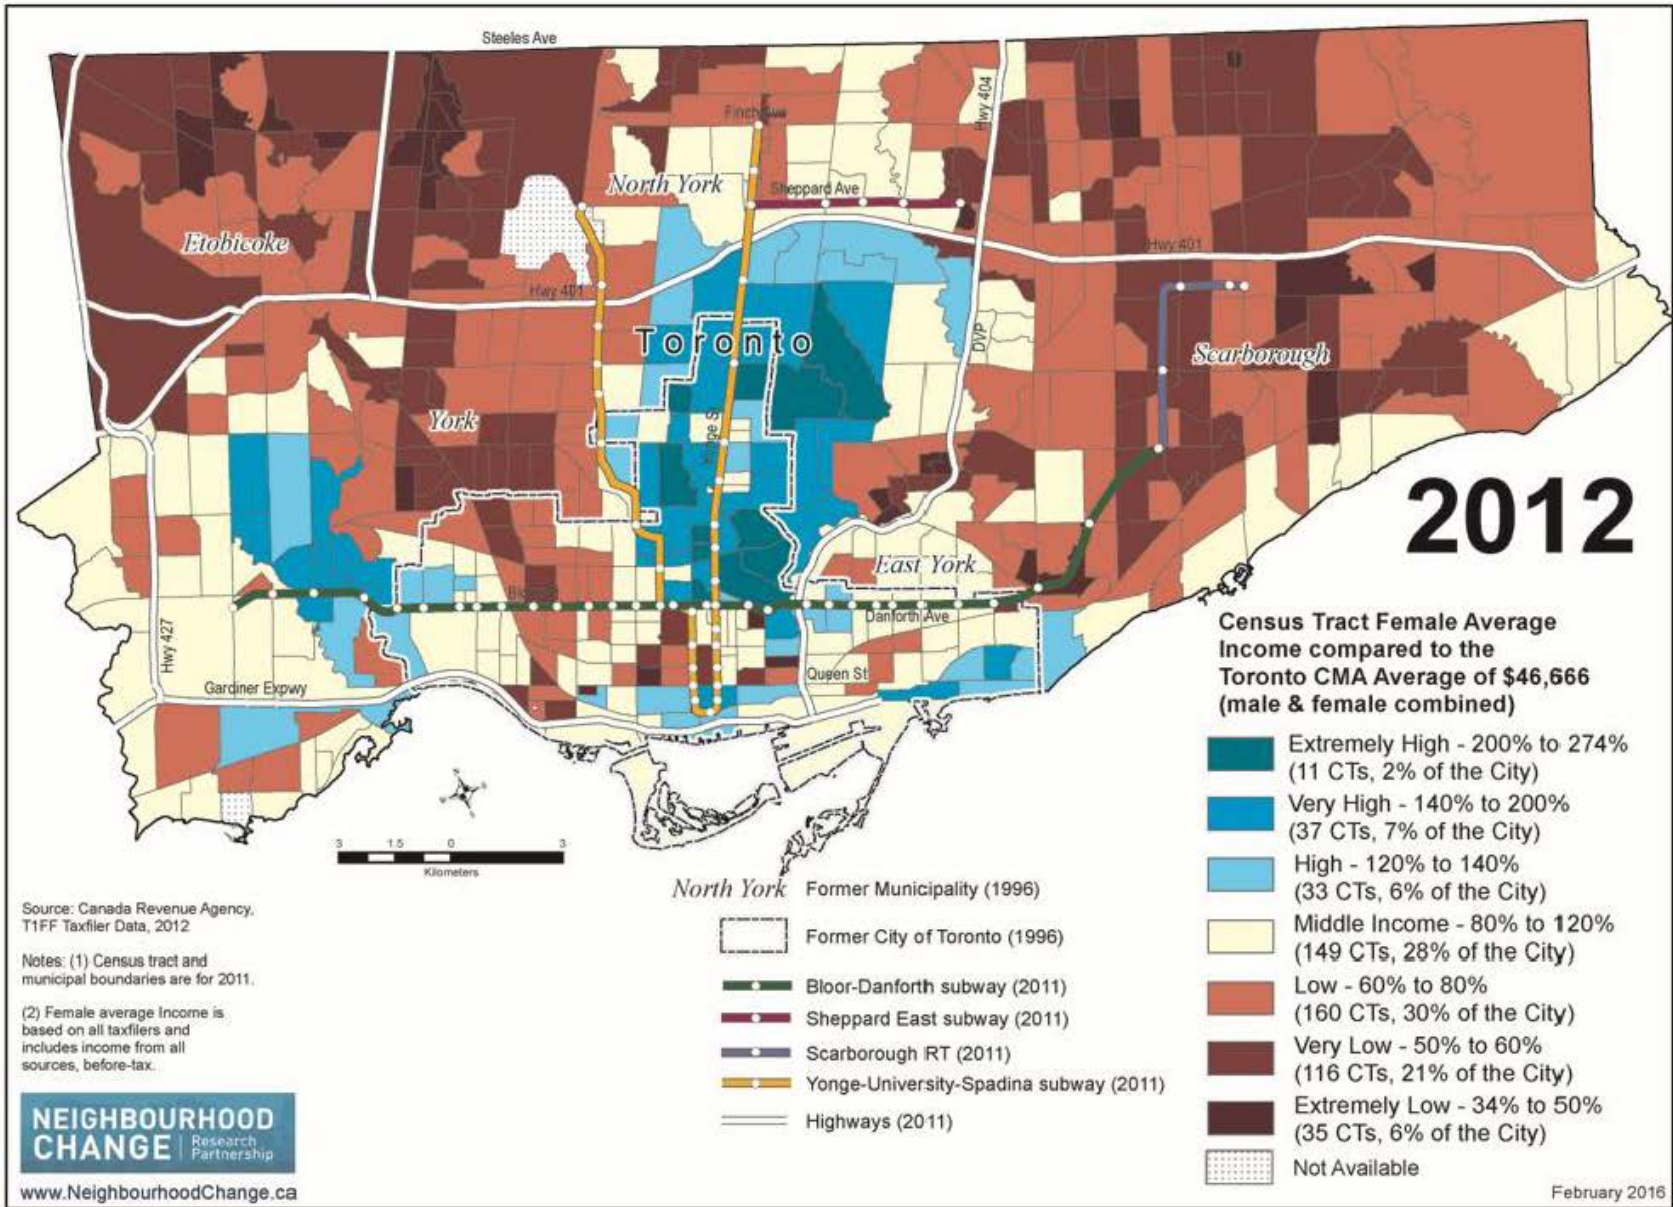 Steeles Ave
Finch Ave
Hwy 404
North York
Sheppard Ave
Etobicoke
Hwy 401
Hwy 401
Toronto
DVP
Scarborough
York
Yonge S
2012
East York
Bloor
Danforth Ave
Hwy 427
Gardiner Expwy
Queen St
Census Tract Female Average
Income compared to the
Toronto CMA Average of $46,666
(male & female combined)
Extremely High - 200% to 274%
(11 CTs, 2% of the City)
Very High - 140% to 200%
(37 CTs, 7% of the City)
High - 120% to 140%
(33 CTs, 6% of the City)
Middle Income - 80% to 120%
(149 CTs, 28% of the City)
Low - 60% to 80%
(160 CTs, 30% of the City)
Very Low - 50% to 60%
(116 CTs, 21% of the City)
Extremely Low - 34% to 50%
(35 CTs, 6% of the City)
Not Available
3 1.5 0 3
Kilometers
North York Former Municipality (1996)
Former City of Toronto (1996)
Bloor-Danforth subway (2011)
Sheppard East subway (2011)
Scarborough RT (2011)
Yonge-University-Spadina subway (2011)
Highways (2011)
Source: Canada Revenue Agency,
T1FF Taxfiler Data, 2012
Notes: (1) Census tract and
municipal boundaries are for 2011.
(2) Female average Income is
based on all taxfilers and
includes income from all
sources, before-tax.
NEIGHBOURHOOD
CHANGE Research
Partnership
www.NeighbourhoodChange.ca
February 2016